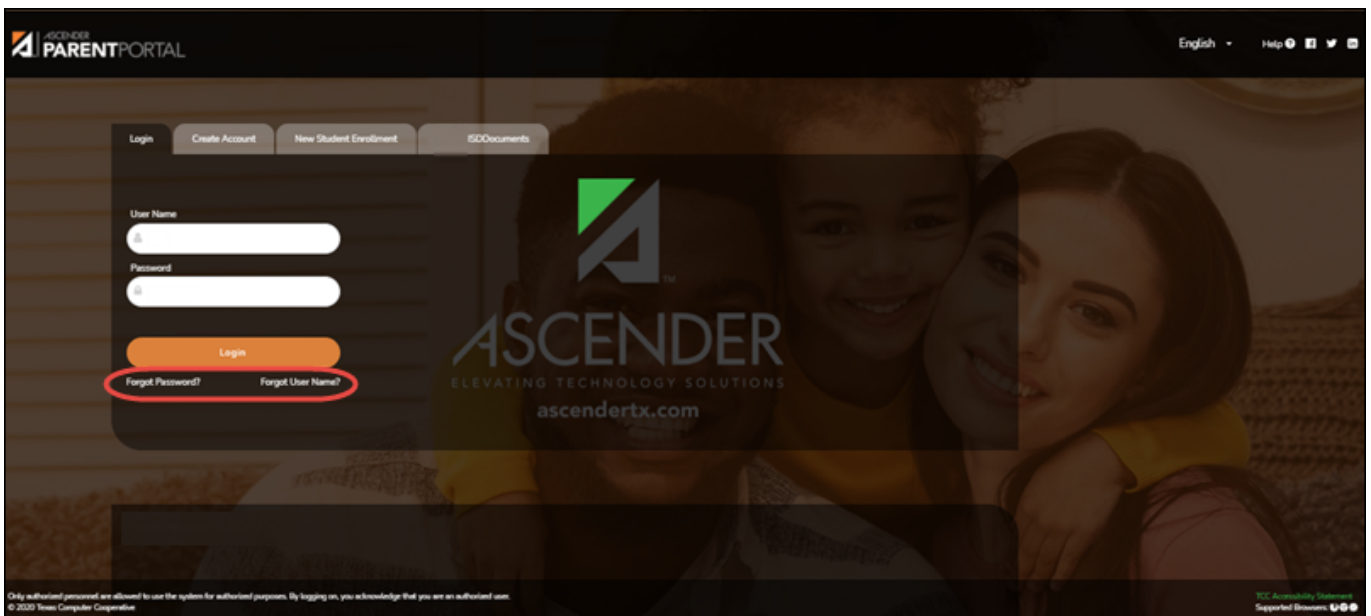 ASCENDER
PARENTPORTAL
English
Help
Login
Create Account
New Student Enrollment
ISDDocuments
User Name
Password
Login
Forgot Password?
Forgot User Name?
TM
ASCENDER
ELEVATING TECHNOLOGY SOLUTIONS
ascendertx.com
Only authorized personnel are allowed to use the system for authorized purposes. By logging on, you acknowledge that you are an authorized user.
© 2020 Texas Computer Cooperative
TCC Accessibility Statement
Supported Browsers: